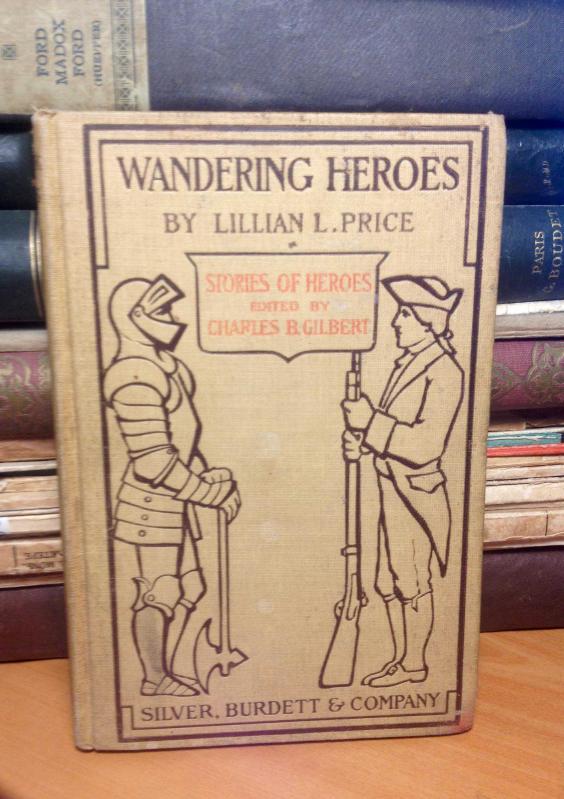 FORD
MADOX
FORD
(HUEFFER)
WANDERING HEROES
BY LILLIAN L. PRICE
STORIES OF HEROES
EDITED BY
CHARLES B. GILBERT
SILVER, BURDETT & COMPANY
PARIS
G. BOUDET